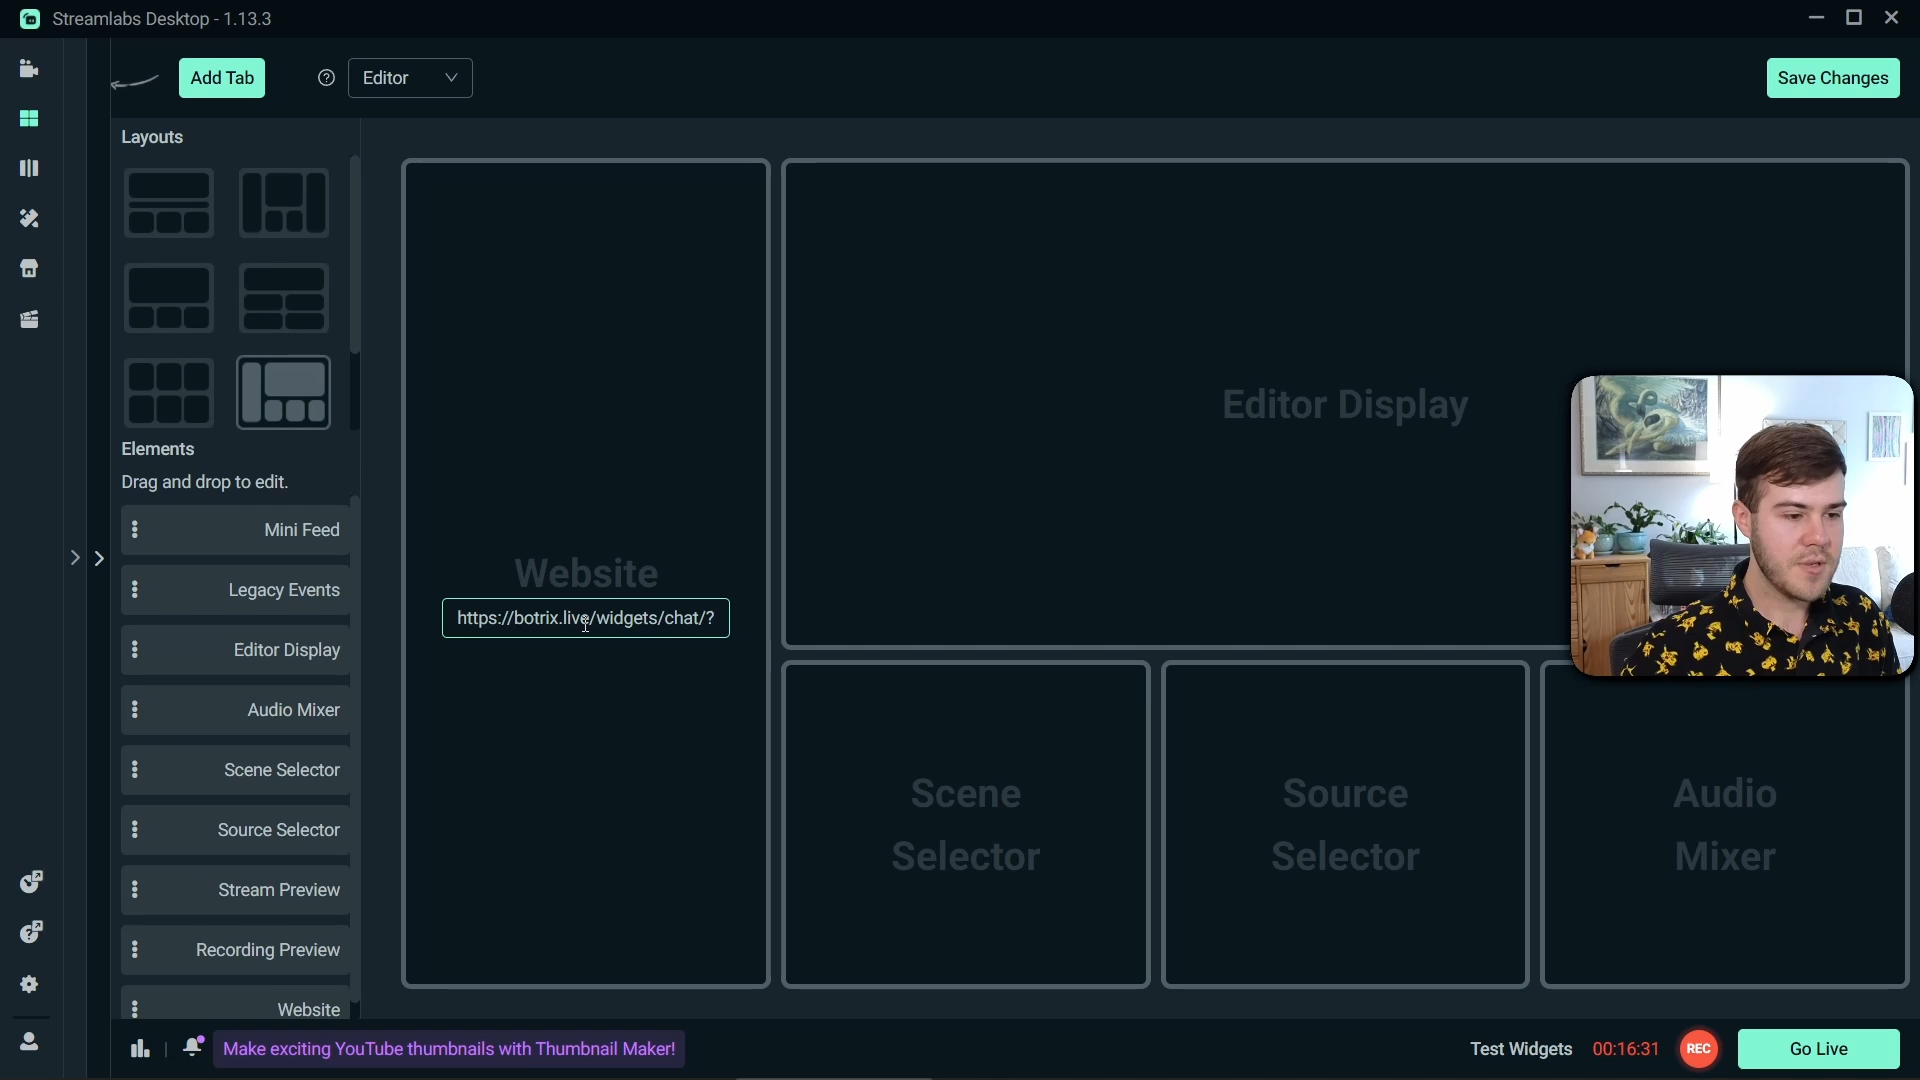 Streamlabs Desktop - 1.13.3
Add Tab
Editor
Save Changes
Layouts
Elements
Drag and drop to edit.
Mini Feed
Legacy Events
Editor Display
Audio Mixer
Scene Selector
Source Selector
Stream Preview
Recording Preview
Website
Website
https://botrix.live/widgets/chat/?
Editor Display
Scene
Selector
Source
Selector
Audio
Mixer
Make exciting YouTube thumbnails with Thumbnail Maker!
Test Widgets
00:16:31
REC
Go Live